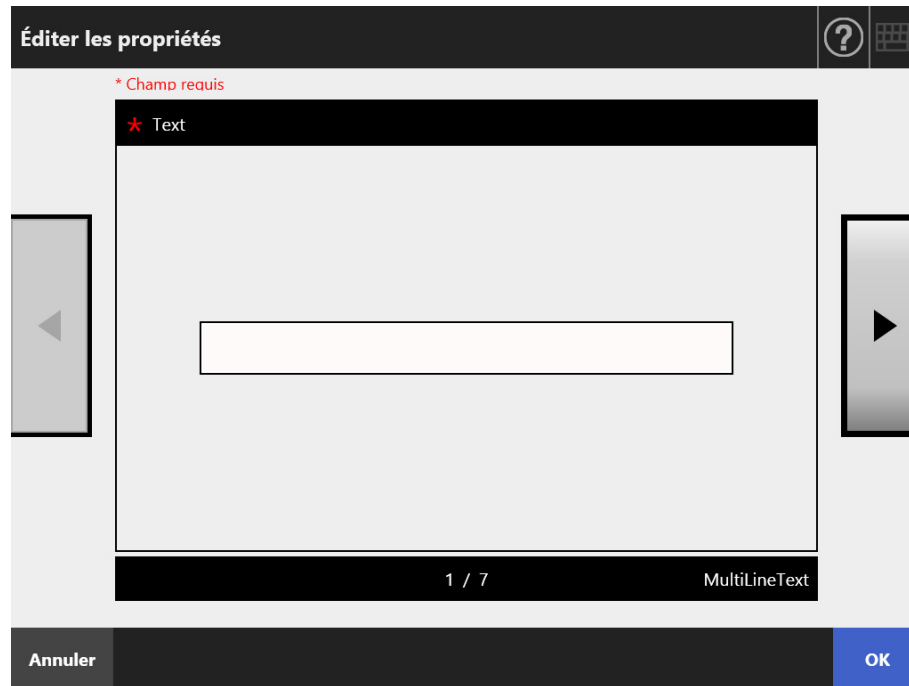 Éditer les propriétés
?
* Champ requis
* Text
1 / 7
MultiLineText
Annuler
OK